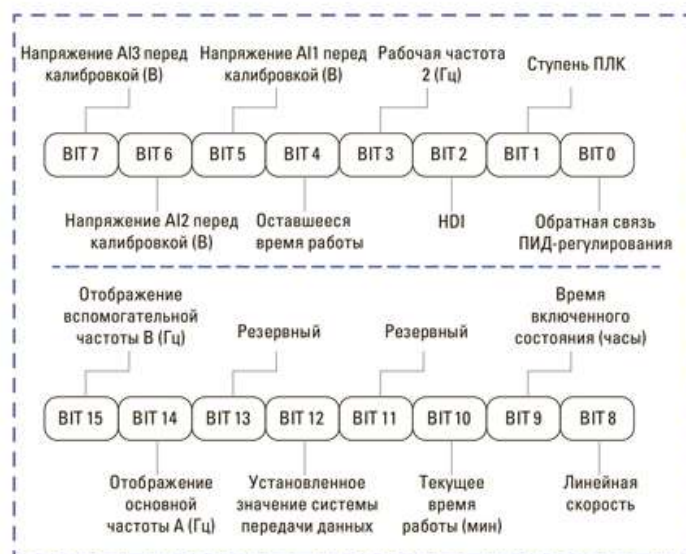 Напряжение AI3 перед
калибровкой (В)
Напряжение AI1 перед
калибровкой (В)
Рабочая частота
2 (Гц)
Ступень ПЛК
BIT 7
BIT 6
BIT 5
BIT 4
BIT 3
BIT 2
BIT 1
BIT 0
Напряжение AI2 перед
калибровкой (В)
Оставшееся
время работы
HDI
Обратная связь
ПИД-регулирования
Отображение
вспомогательной
частоты B (Гц)
Резервный
Резервный
Время
включенного
состояния (часы)
BIT 15
BIT 14
BIT 13
BIT 12
BIT 11
BIT 10
BIT 9
BIT 8
Отображение
основной
частоты A (Гц)
Установленное
значение системы
передачи данных
Текущее
время
работы (мин)
Линейная
скорость